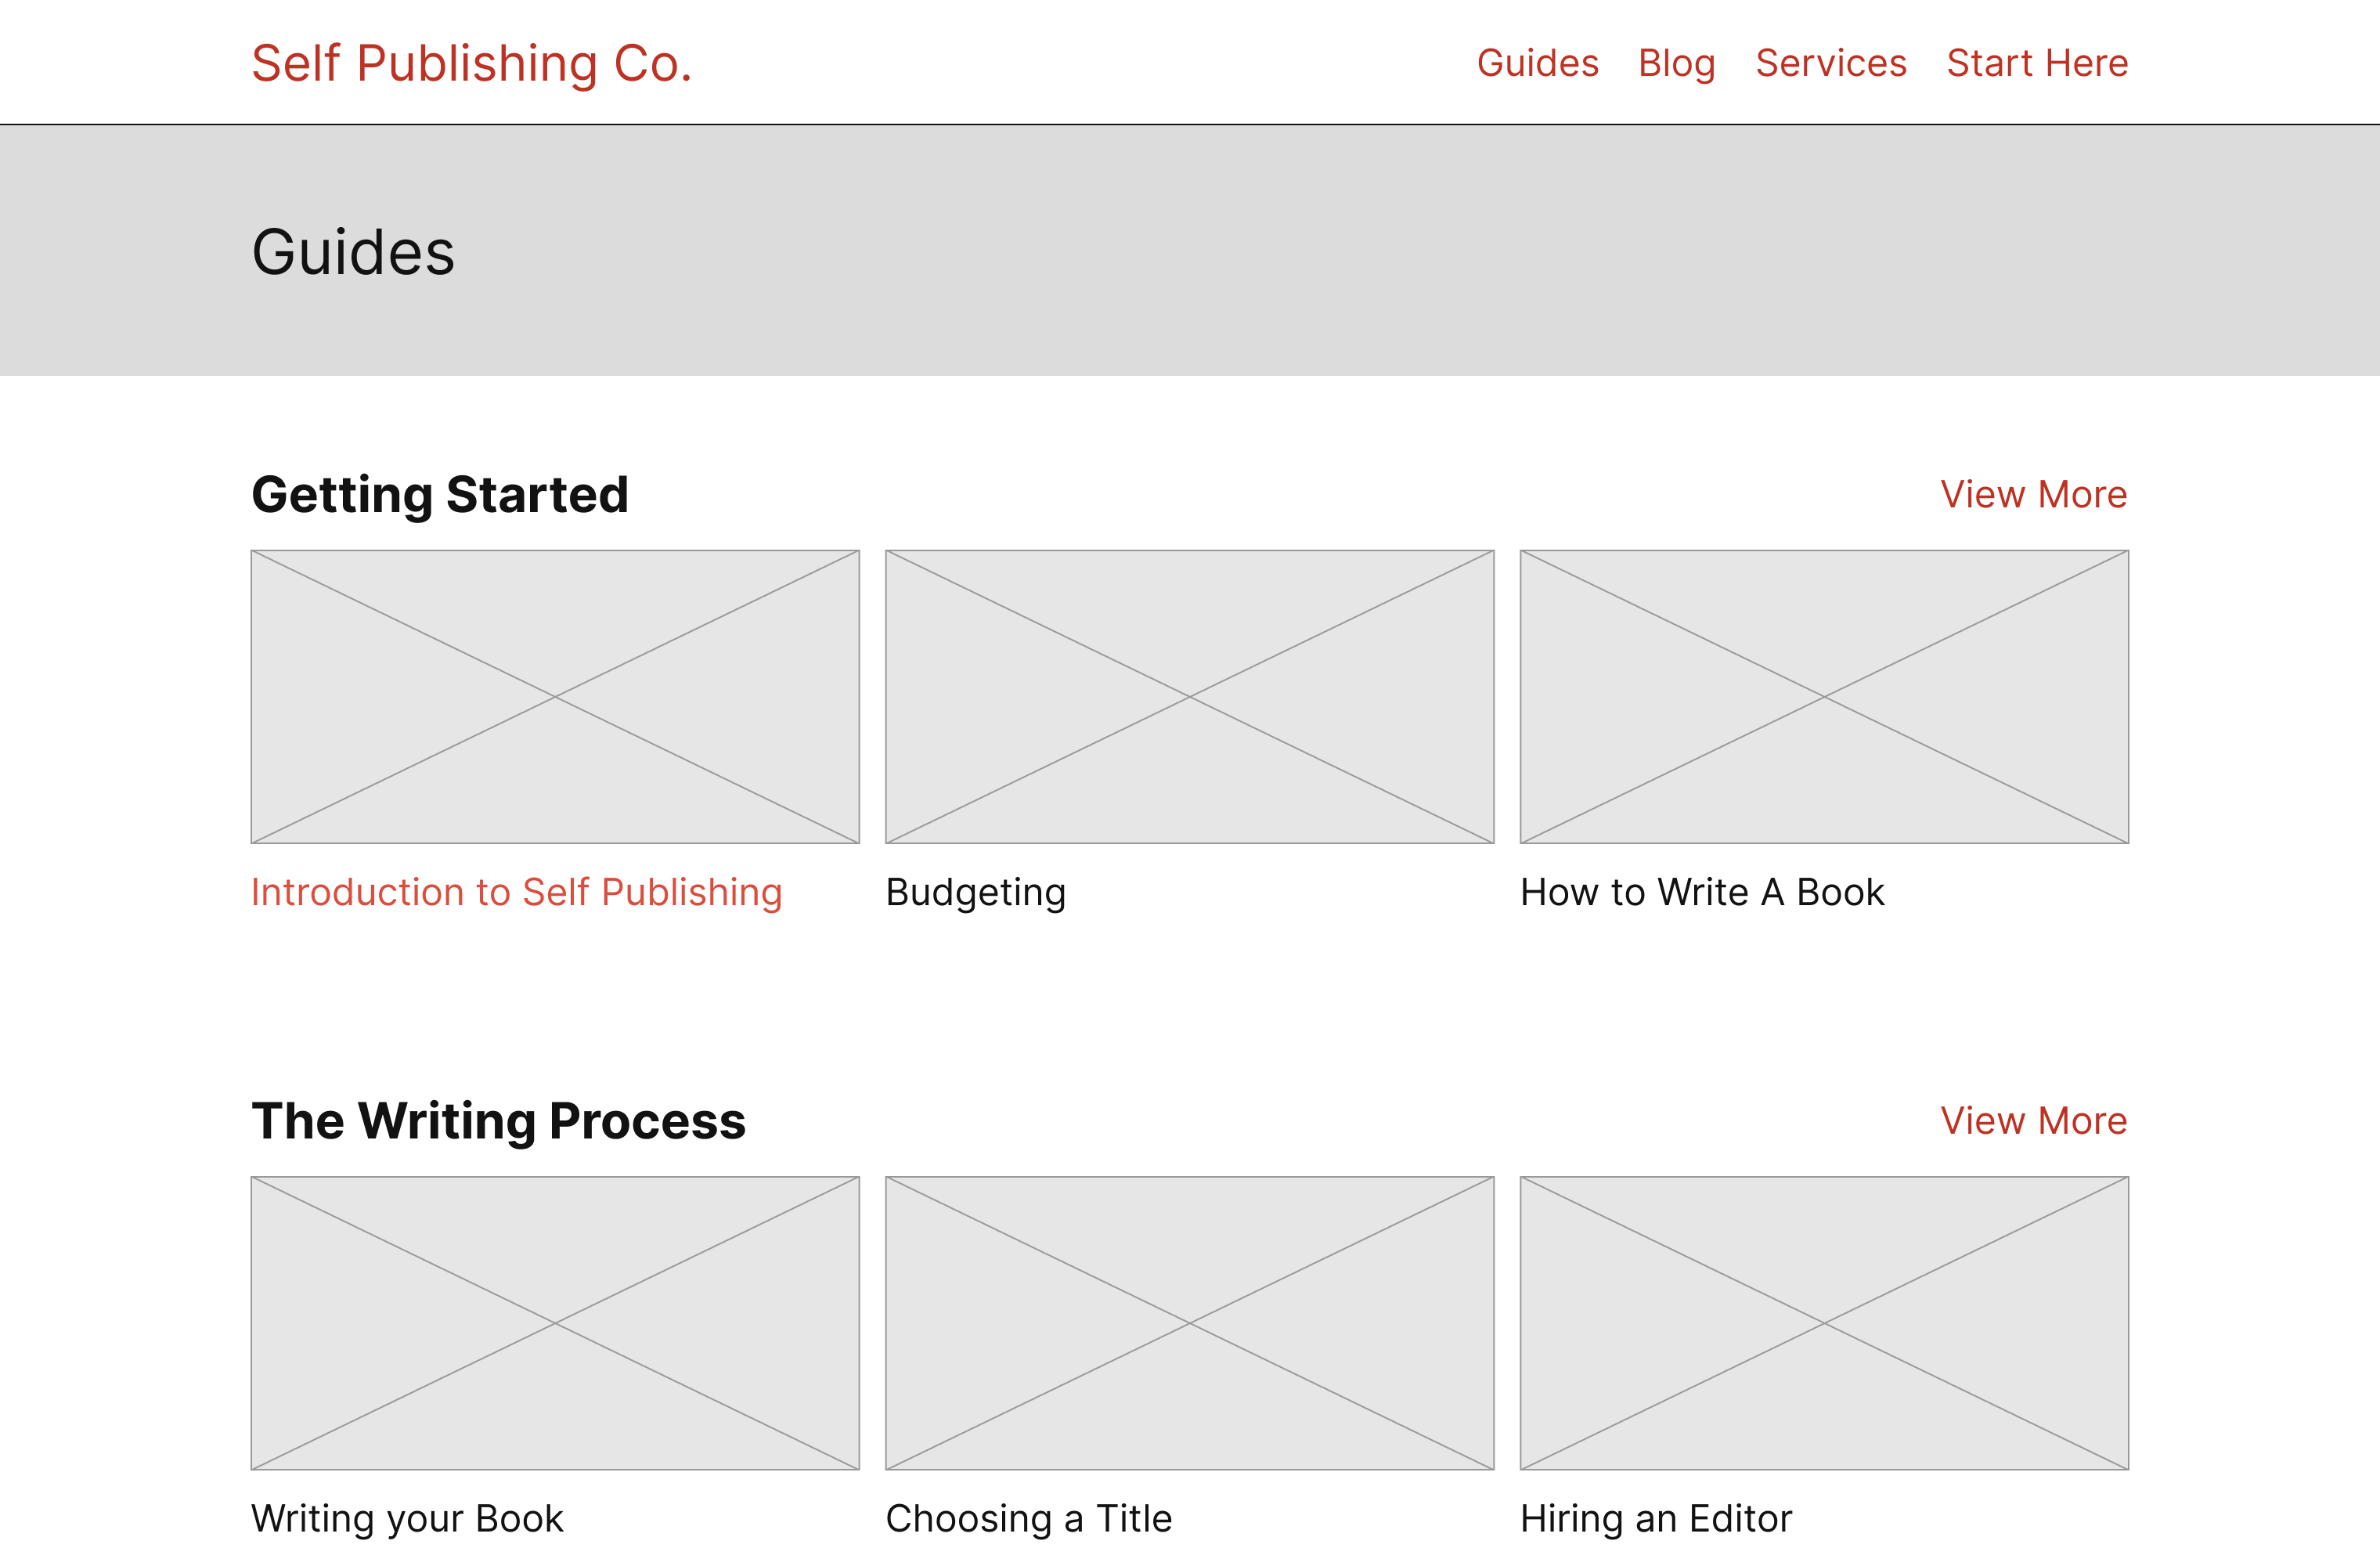 Self Publishing Co.
Guides Blog Services Start Here
Guides
Getting Started
View More
Introduction to Self Publishing
Budgeting
How to Write A Book
The Writing Process
View More
Writing your Book
Choosing a Title
Hiring an Editor